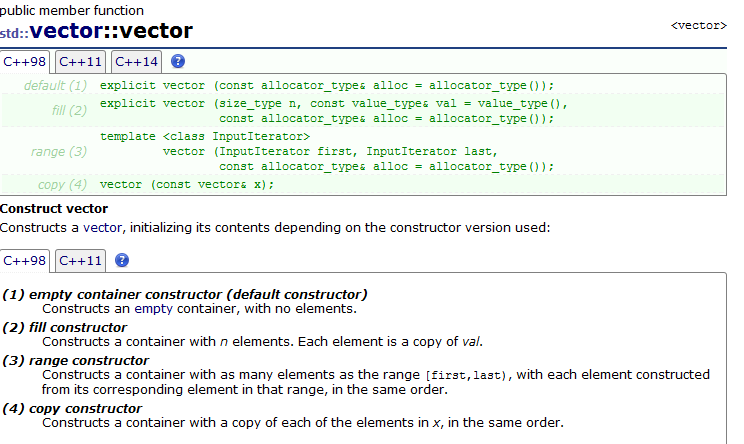 public member function
std::vector::vector <vector>
C++98 C++11 C++14 ?
default (1) explicit vector (const allocator_type& alloc = allocator_type());
fill (2) explicit vector (size_type n, const value_type& val = value_type(),
const allocator_type& alloc = allocator_type());
range (3) template <class InputIterator>
vector (InputIterator first, InputIterator last,
const allocator_type& alloc = allocator_type());
copy (4) vector (const vector& x);
Construct vector
Constructs a vector, initializing its contents depending on the constructor version used:
C++98 C++11 ?
(1) empty container constructor (default constructor)
Constructs an empty container, with no elements.
(2) fill constructor
Constructs a container with n elements. Each element is a copy of val.
(3) range constructor
Constructs a container with as many elements as the range [first,last), with each element constructed
from its corresponding element in that range, in the same order.
(4) copy constructor
Constructs a container with a copy of each of the elements in x, in the same order.